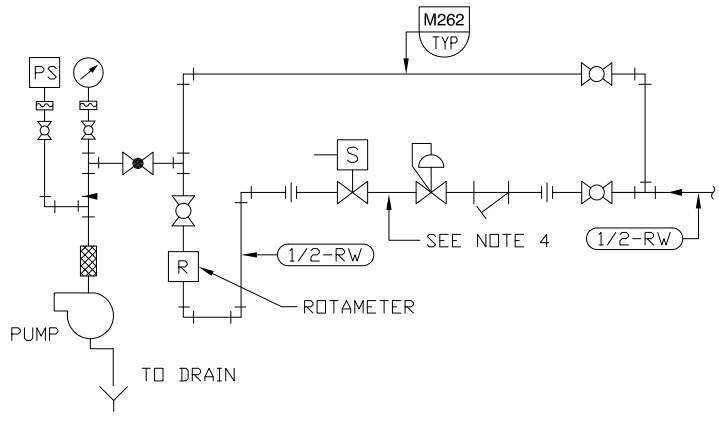 M262
TYP
PS
S
SEE NOTE 4
1/2-RW
1/2-RW
R
ROTAMETER
PUMP
TO DRAIN